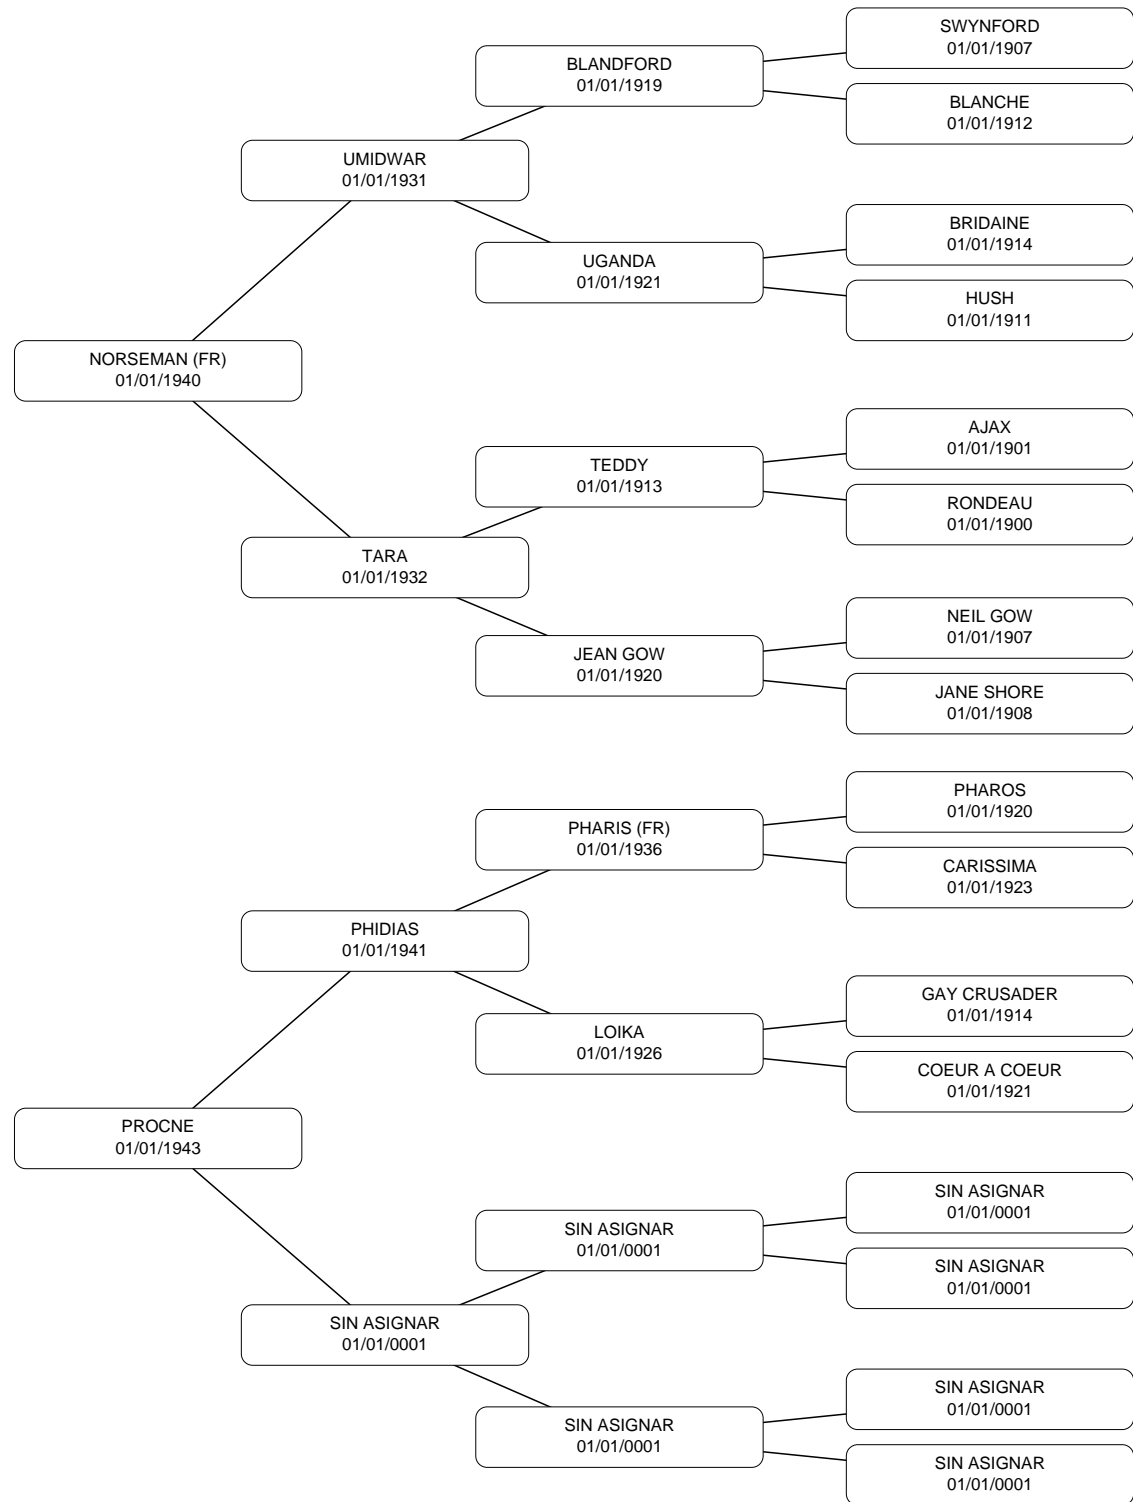 SWYNFORD
01/01/1907
BLANDFORD
01/01/1919
BLANCHE
01/01/1912
UMIDWAR
01/01/1931
BRIDAINE
01/01/1914
UGANDA
01/01/1921
HUSH
01/01/1911
NORSEMAN (FR)
01/01/1940
AJAX
01/01/1901
TEDDY
01/01/1913
RONDEAU
01/01/1900
TARA
01/01/1932
NEIL GOW
01/01/1907
JEAN GOW
01/01/1920
JANE SHORE
01/01/1908
PHAROS
01/01/1920
PHARIS (FR)
01/01/1936
CARISSIMA
01/01/1923
PHIDIAS
01/01/1941
GAY CRUSADER
01/01/1914
LOIKA
01/01/1926
COEUR A COEUR
01/01/1921
PROCNE
01/01/1943
SIN ASIGNAR
01/01/0001
SIN ASIGNAR
01/01/0001
SIN ASIGNAR
01/01/0001
SIN ASIGNAR
01/01/0001
SIN ASIGNAR
01/01/0001
SIN ASIGNAR
01/01/0001
SIN ASIGNAR
01/01/0001